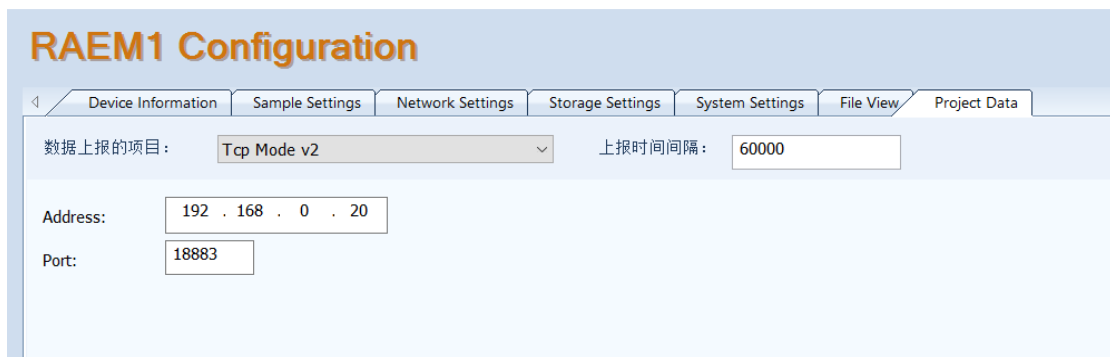 RAEM1 Configuration
Device Information Sample Settings Network Settings Storage Settings System Settings File View Project Data
数据上报的项目： Tcp Mode v2 上报时间间隔： 60000
Address: 192 . 168 . 0 . 20
Port: 18883